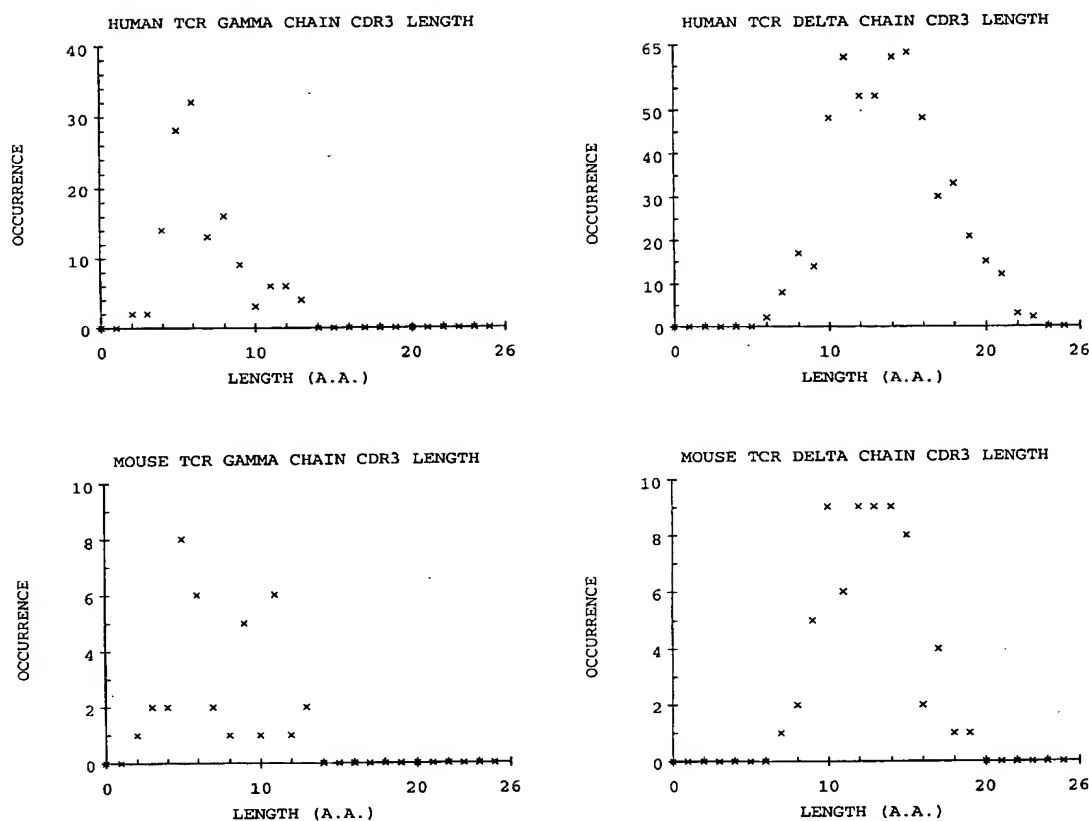 HUMAN TCR GAMMA CHAIN CDR3 LENGTH
40
30
20
10
0
OCCURRENCE
0 10 20 26
LENGTH (A.A.)
HUMAN TCR DELTA CHAIN CDR3 LENGTH
65
50
40
30
20
10
0
OCCURRENCE
0 10 20 26
LENGTH (A.A.)
MOUSE TCR GAMMA CHAIN CDR3 LENGTH
10
8
6
4
2
0
OCCURRENCE
0 10 20 26
LENGTH (A.A.)
MOUSE TCR DELTA CHAIN CDR3 LENGTH
10
8
6
4
2
0
OCCURRENCE
0 10 20 26
LENGTH (A.A.)